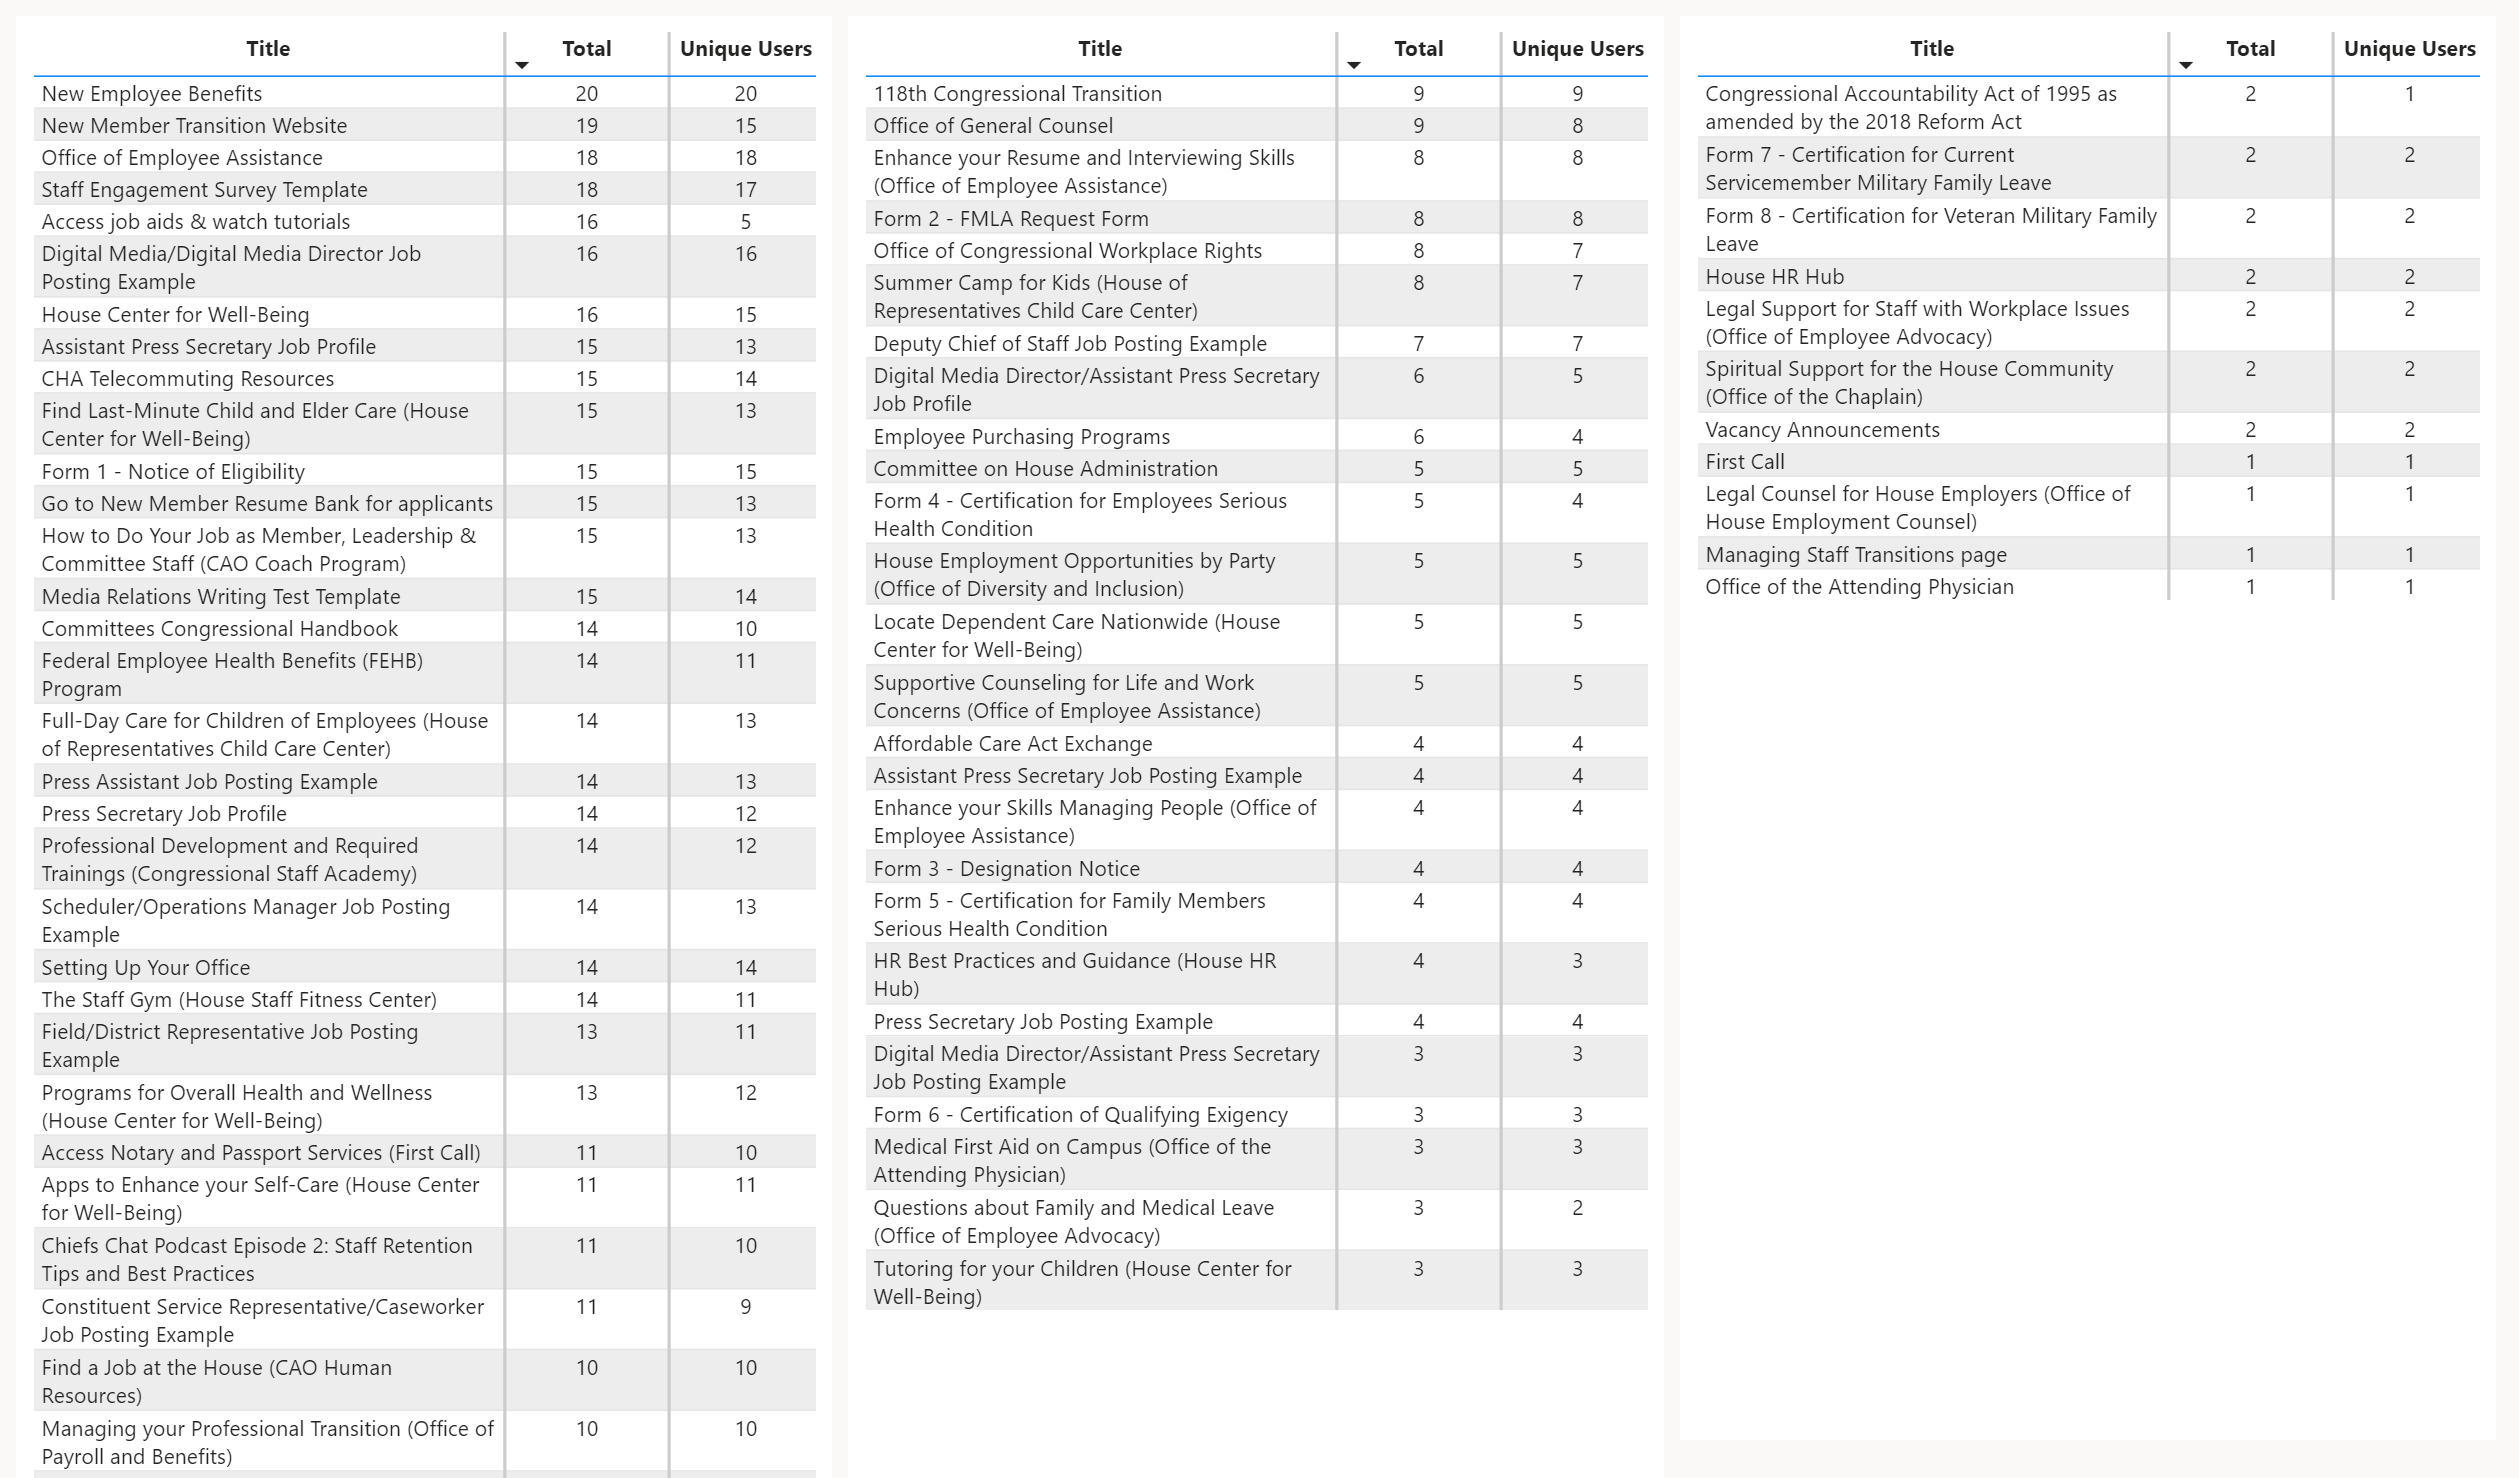 Title Total Unique Users
New Employee Benefits 20 20
New Member Transition Website 19 15
Office of Employee Assistance 18 18
Staff Engagement Survey Template 18 17
Access job aids & watch tutorials 16 5
Digital Media/Digital Media Director Job 16 16
Posting Example
House Center for Well-Being 16 15
Assistant Press Secretary Job Profile 15 13
CHA Telecommuting Resources 15 14
Find Last-Minute Child and Elder Care (House 15 13
Center for Well-Being)
Form 1 - Notice of Eligibility 15 15
Go to New Member Resume Bank for applicants 15 13
How to Do Your Job as Member, Leadership & 15 13
Committee Staff (CAO Coach Program)
Media Relations Writing Test Template 15 14
Committees Congressional Handbook 14 10
Federal Employee Health Benefits (FEHB) 14 11
Program
Full-Day Care for Children of Employees (House 14 13
of Representatives Child Care Center)
Press Assistant Job Posting Example 14 13
Press Secretary Job Profile 14 12
Professional Development and Required 14 12
Trainings (Congressional Staff Academy)
Scheduler/Operations Manager Job Posting 14 13
Example
Setting Up Your Office 14 14
The Staff Gym (House Staff Fitness Center) 14 11
Field/District Representative Job Posting 13 11
Example
Programs for Overall Health and Wellness 13 12
(House Center for Well-Being)
Access Notary and Passport Services (First Call) 11 10
Apps to Enhance your Self-Care (House Center 11 11
for Well-Being)
Chiefs Chat Podcast Episode 2: Staff Retention 11 10
Tips and Best Practices
Constituent Service Representative/Caseworker 11 9
Job Posting Example
Find a Job at the House (CAO Human 10 10
Resources)
Managing your Professional Transition (Office of 10 10
Payroll and Benefits)
Title Total Unique Users
118th Congressional Transition 9 9
Office of General Counsel 9 8
Enhance your Resume and Interviewing Skills 8 8
(Office of Employee Assistance)
Form 2 - FMLA Request Form 8 8
Office of Congressional Workplace Rights 8 7
Summer Camp for Kids (House of 8 7
Representatives Child Care Center)
Deputy Chief of Staff Job Posting Example 7 7
Digital Media Director/Assistant Press Secretary 6 5
Job Profile
Employee Purchasing Programs 6 4
Committee on House Administration 5 5
Form 4 - Certification for Employees Serious 5 4
Health Condition
House Employment Opportunities by Party 5 5
(Office of Diversity and Inclusion)
Locate Dependent Care Nationwide (House 5 5
Center for Well-Being)
Supportive Counseling for Life and Work 5 5
Concerns (Office of Employee Assistance)
Affordable Care Act Exchange 4 4
Assistant Press Secretary Job Posting Example 4 4
Enhance your Skills Managing People (Office of 4 4
Employee Assistance)
Form 3 - Designation Notice 4 4
Form 5 - Certification for Family Members 4 4
Serious Health Condition
HR Best Practices and Guidance (House HR 4 3
Hub)
Press Secretary Job Posting Example 4 4
Digital Media Director/Assistant Press Secretary 3 3
Job Posting Example
Form 6 - Certification of Qualifying Exigency 3 3
Medical First Aid on Campus (Office of the 3 3
Attending Physician)
Questions about Family and Medical Leave 3 2
(Office of Employee Advocacy)
Tutoring for your Children (House Center for 3 3
Well-Being)
Title Total Unique Users
Congressional Accountability Act of 1995 as 2 1
amended by the 2018 Reform Act
Form 7 - Certification for Current 2 2
Servicemember Military Family Leave
Form 8 - Certification for Veteran Military Family 2 2
Leave
House HR Hub 2 2
Legal Support for Staff with Workplace Issues 2 2
(Office of Employee Advocacy)
Spiritual Support for the House Community 2 2
(Office of the Chaplain)
Vacancy Announcements 2 2
First Call 1 1
Legal Counsel for House Employers (Office of 1 1
House Employment Counsel)
Managing Staff Transitions page 1 1
Office of the Attending Physician 1 1